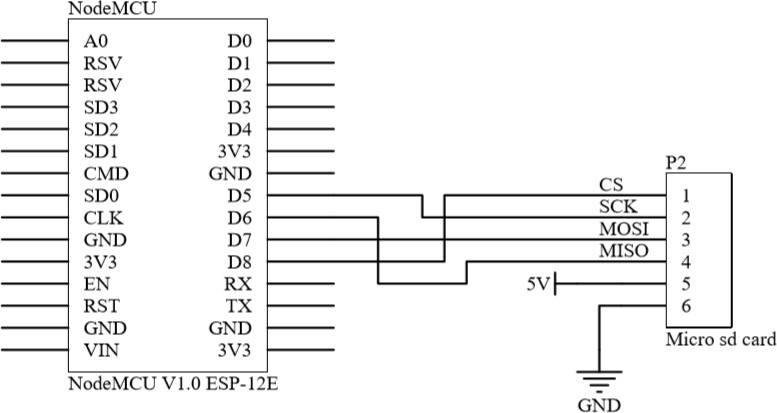 NodeMCU
A0 D0
RSV D1
RSV D2
SD3 D3
SD2 D4
SD1 3V3
CMD GND
SD0 D5
CLK D6
GND D7
3V3 D8
EN RX
RST TX
GND GND
VIN 3V3
NodeMCU V1.0 ESP-12E
P2
CS 1
SCK 2
MOSI 3
MISO 4
5V 5
6
Micro sd card
GND